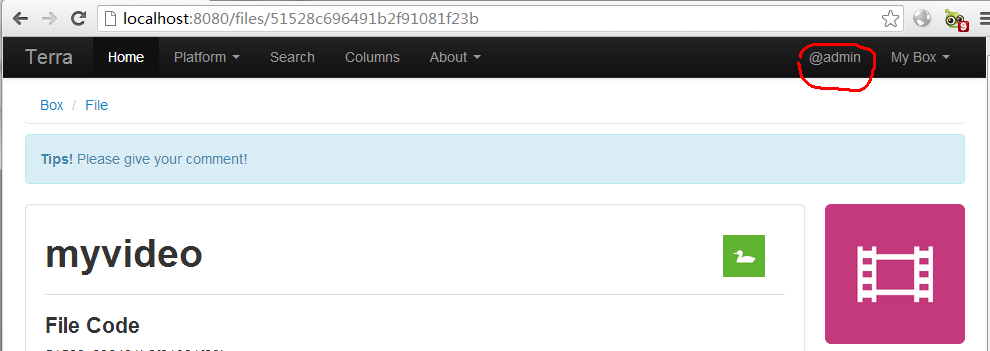 localhost:8080/files/51528c696491b2f91081f23b
9
Terra Home Platform Search Columns About @admin My Box
Box / File
Tips! Please give your comment!
myvideo
File Code